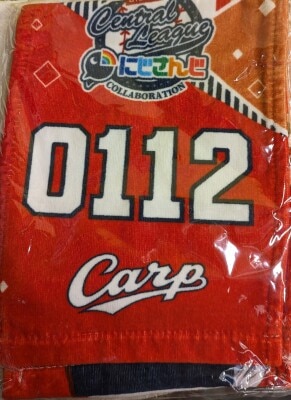 Central
League
にじさんじ
COLLABORATION
0112
Carp